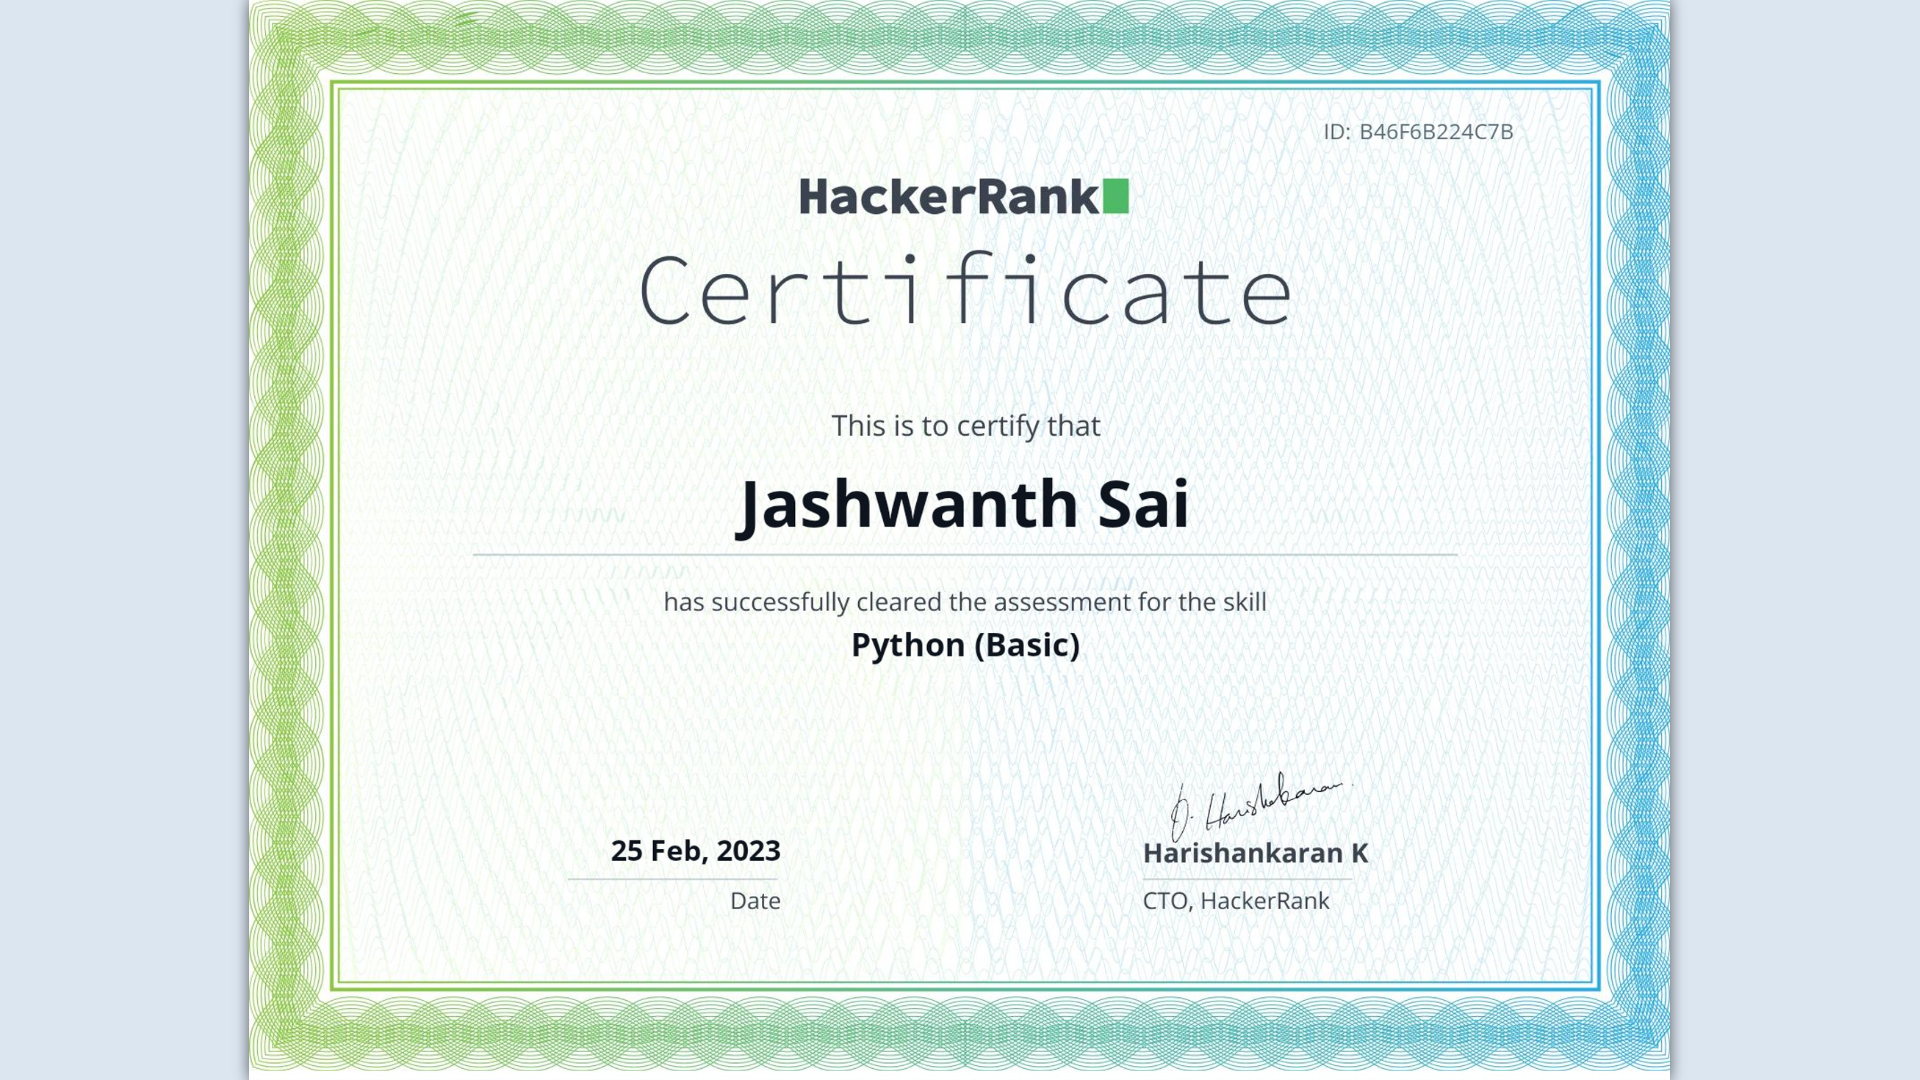 ID: B46F6B224C7B
HackerRank
Certificate
This is to certify that
Jashwanth Sai
has successfully cleared the assessment for the skill
Python (Basic)
25 Feb, 2023
Date
Harishankaran K
CTO, HackerRank